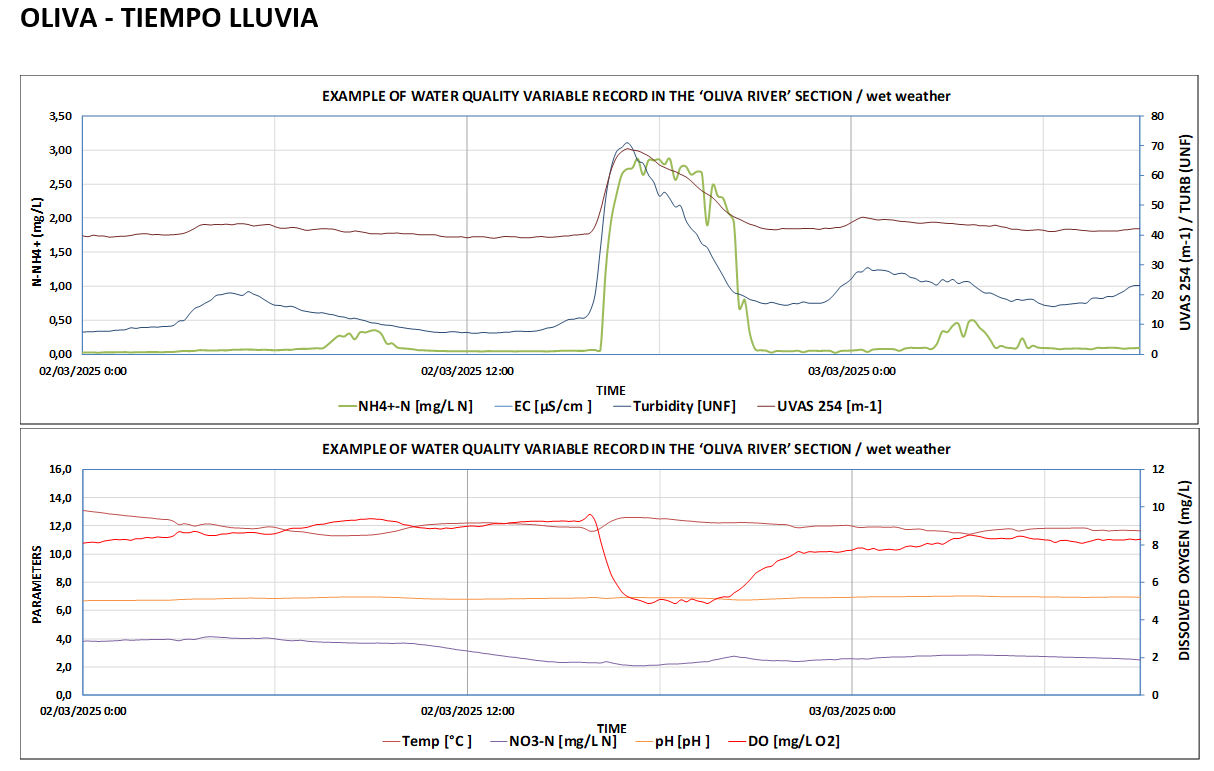 OLIVA - TIEMPO LLUVIA
EXAMPLE OF WATER QUALITY VARIABLE RECORD IN THE ‘OLIVA RIVER’ SECTION / wet weather
3,50
3,00
2,50
2,00
1,50
1,00
0,50
0,00
N-NH4+ (mg/L)
80
70
60
50
40
30
20
10
0
UVAS 254 (m-1) / TURB (UNF)
02/03/2025 0:00 02/03/2025 12:00 03/03/2025 0:00
TIME
NH4+-N [mg/L N] EC [µS/cm ] Turbidity [UNF] UVAS 254 [m-1]
EXAMPLE OF WATER QUALITY VARIABLE RECORD IN THE ‘OLIVA RIVER’ SECTION / wet weather
16,0
14,0
12,0
10,0
8,0
6,0
4,0
2,0
0,0
PARAMETERS
12
10
8
6
4
2
0
DISSOLVED OXYGEN (mg/L)
02/03/2025 0:00 02/03/2025 12:00 03/03/2025 0:00
TIME
Temp [°C ] NO3-N [mg/L N] pH [pH ] DO [mg/L O2]